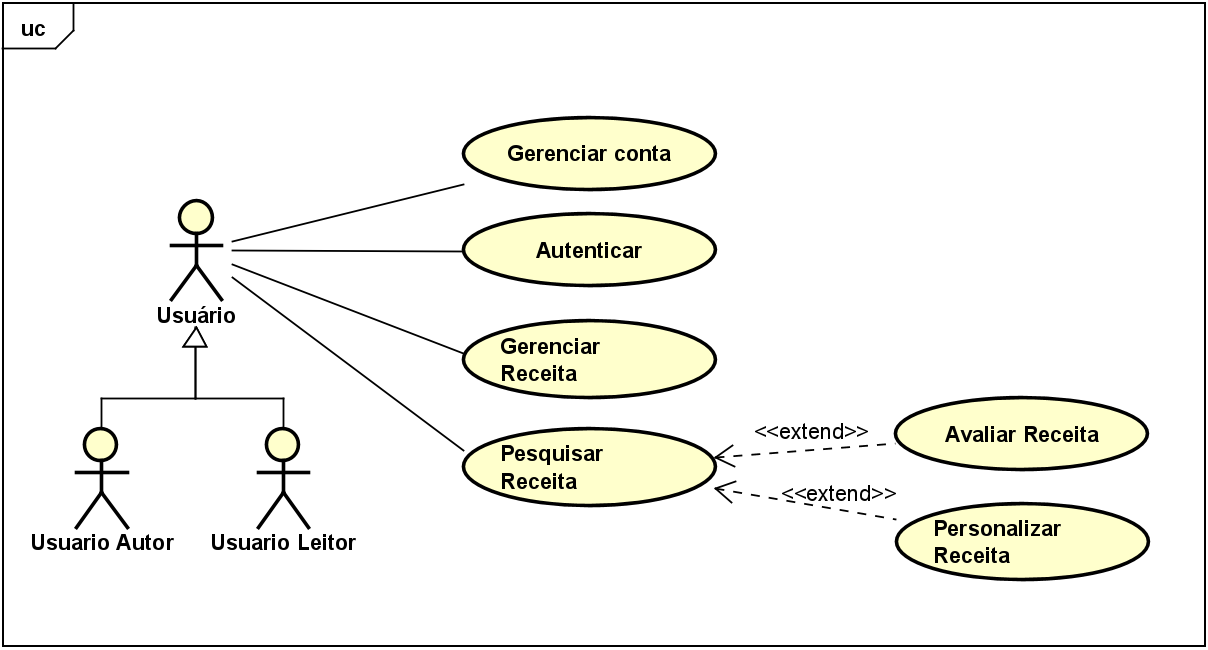 uc
Gerenciar conta
Autenticar
Usuário
Gerenciar
Receita
Pesquisar
Receita
<<extend>>
Avaliar Receita
<<extend>>
Personalizar
Receita
Usuario Autor
Usuario Leitor